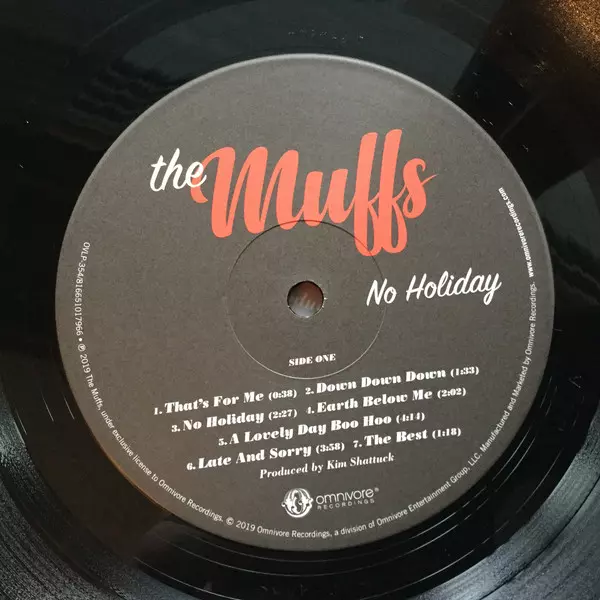 the Muffs
No Holiday
SIDE ONE
1. That's For Me (0:38) 2. Down Down Down (1:33)
3. No Holiday (2:27) 4. Earth Below Me (2:02)
5. A Lovely Day Boo Hoo (4:14)
6. Late And Sorry (3:58) 7. The Best (1:18)
Produced by Kim Shattuck
omnivore®
RECORDINGS
OVLP-354/816651017966 • ℗ 2019 The Muffs, under exclusive license to Omnivore Recordings. © 2019 Omnivore Recordings, a division of Omnivore Entertainment Group, LLC. Manufactured and Marketed by Omnivore Recordings. www.omnivorerecordings.com